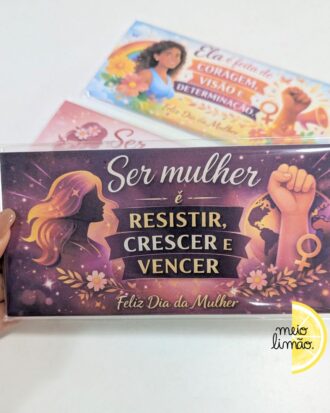 Ela é feita de
CORAGEM,
VISÃO E
DETERMINAÇÃO
Feliz Dia da Mulher
Ser
Ser mulher
é
RESISTIR,
CRESCER E
VENCER
Feliz Dia da Mulher
meio
limão.